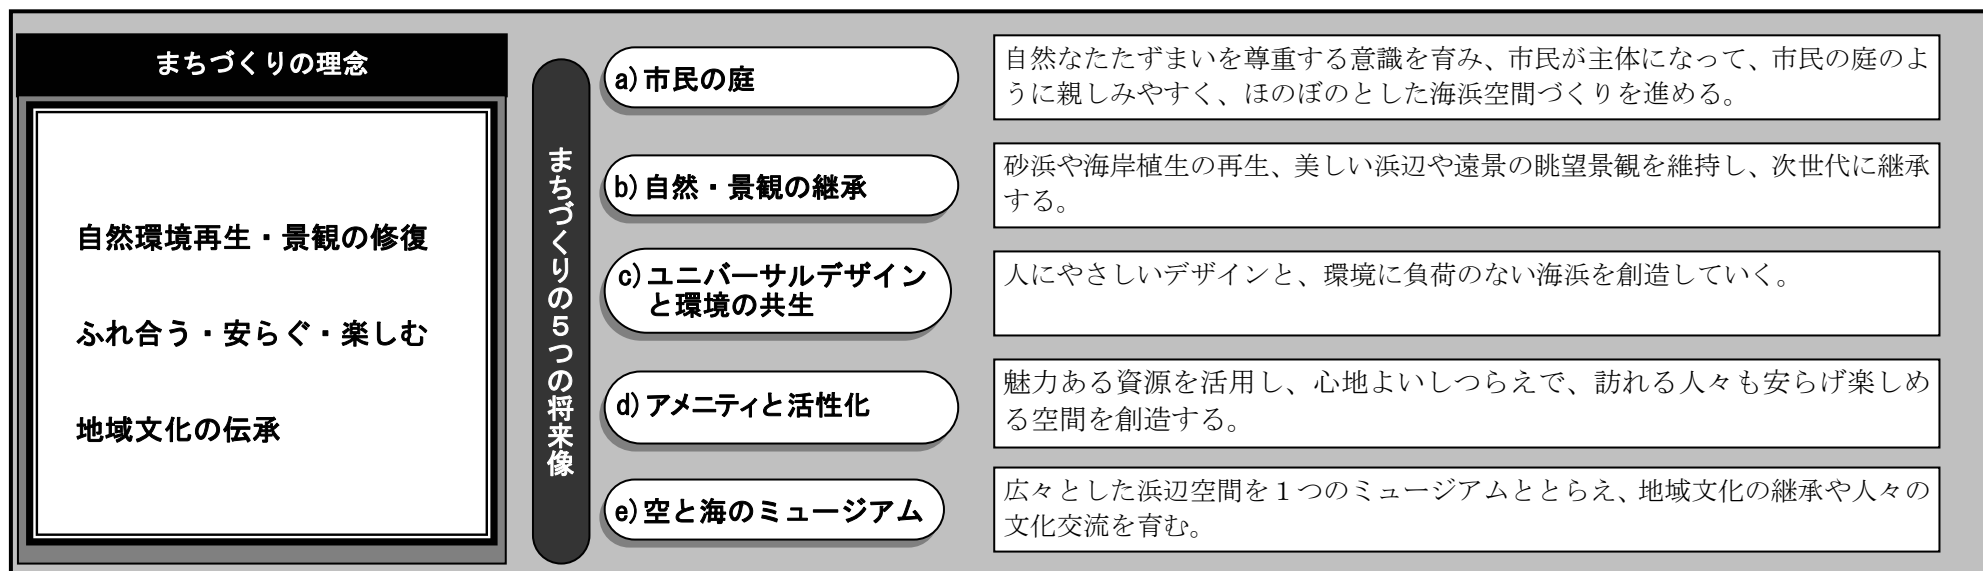 まちづくりの理念
自然環境再生・景観の修復
ふれ合う・安らぐ・楽しむ
地域文化の伝承
まちづくりの5つの将来像
a)市民の庭
自然なたたずまいを尊重する意識を育み、市民が主体になって、市民の庭のよ
うに親しみやすく、ほのぼのとした海浜空間づくりを進める。
b)自然・景観の継承
砂浜や海岸植生の再生、美しい浜辺や遠景の眺望景観を維持し、次世代に継承
する。
c)ユニバーサルデザイン
と環境の共生
人にやさしいデザインと、環境に負荷のない海浜を創造していく。
d)アメニティと活性化
魅力ある資源を活用し、心地よいしつらえで、訪れる人々も安らげ楽しめ
る空間を創造する。
e)空と海のミュージアム
広々とした浜辺空間を1つのミュージアムととらえ、地域文化の継承や人々の
文化交流を育む。